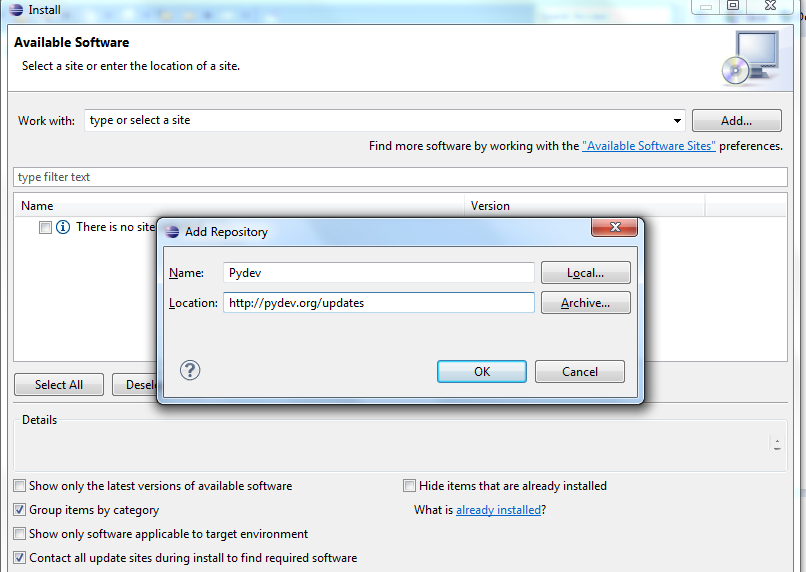 Install
Available Software
Select a site or enter the location of a site.
Work with: type or select a site Add...
Find more software by working with the "Available Software Sites" preferences.
type filter text
Name Version
There is no site
Add Repository
Name: Pydev Local...
Location: http://pydev.org/updates Archive...
OK Cancel
Select All
Details
Show only the latest versions of available software Hide items that are already installed
Group items by category What is already installed?
Show only software applicable to target environment
Contact all update sites during install to find required software